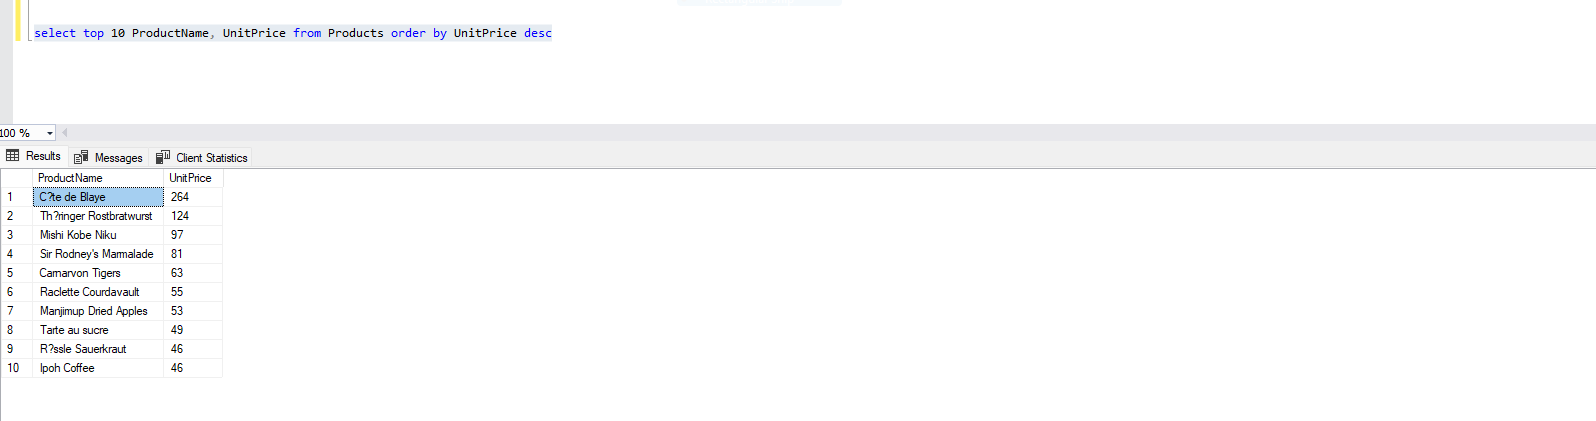 select top 10 ProductName, UnitPrice from Products order by UnitPrice desc
100 %
Results Messages Client Statistics
ProductName UnitPrice
1 C?te de Blaye 264
2 Th?ringer Rostbratwurst 124
3 Mishi Kobe Niku 97
4 Sir Rodney's Marmalade 81
5 Carnarvon Tigers 63
6 Raclette Courdavault 55
7 Manjimup Dried Apples 53
8 Tarte au sucre 49
9 R?ssle Sauerkraut 46
10 Ipoh Coffee 46